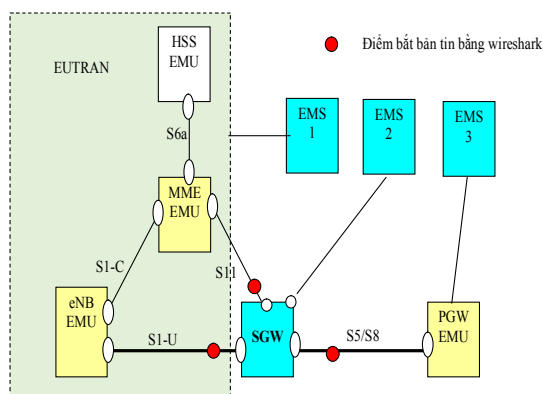 HSS
EMU
Điểm bắt bản tin bằng wireshark
EUTRAN
S6a
EMS
1
EMS
2
EMS
3
MME
EMU
S1-C
S11
eNB
EMU
S1-U
SGW
S5/S8
PGW
EMU